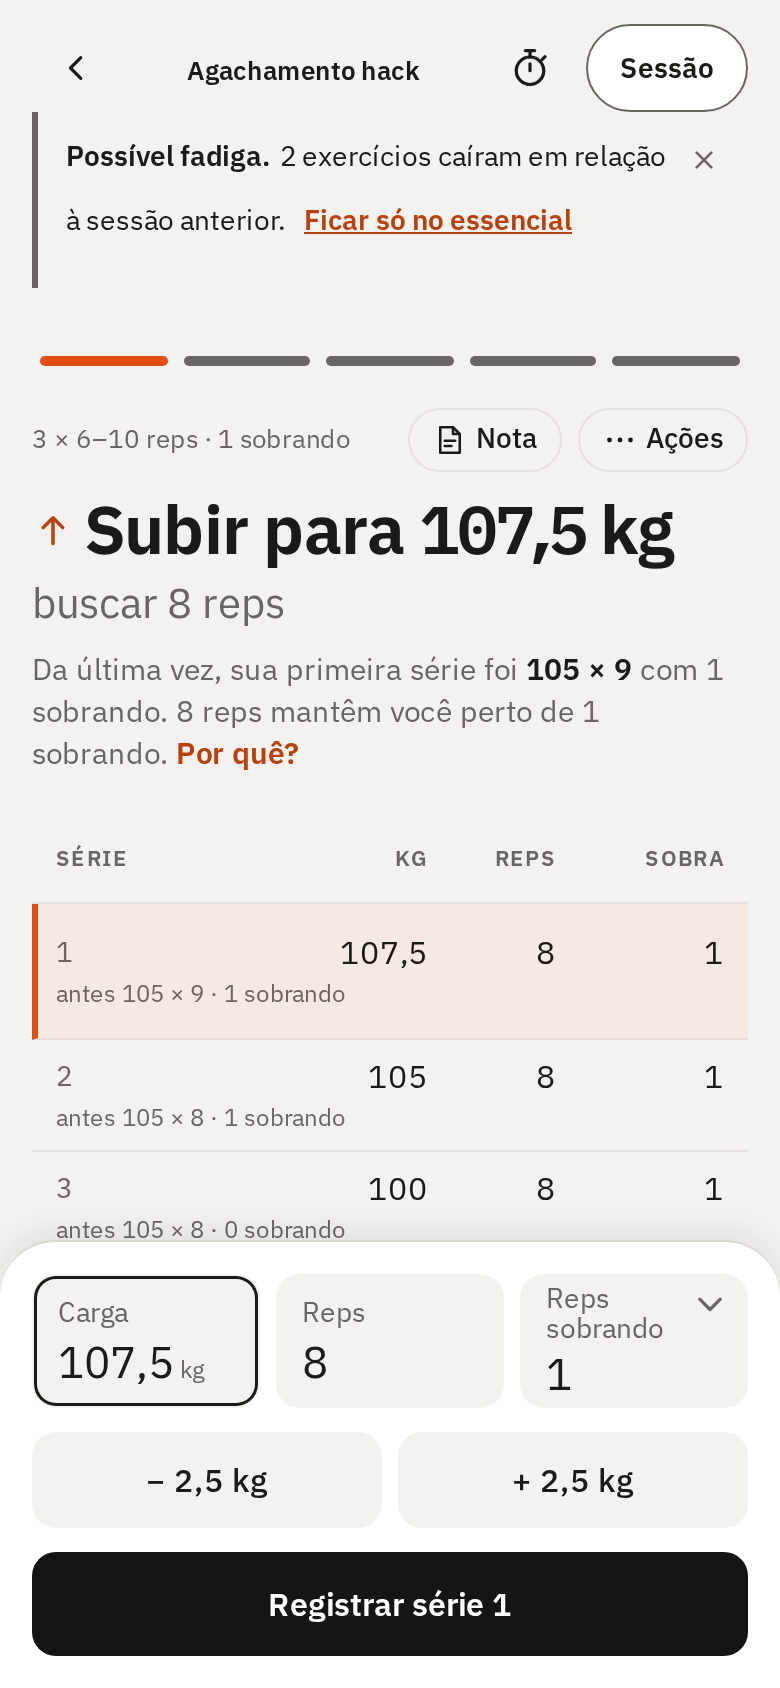 Agachamento hack
Sessão
Possível fadiga. 2 exercícios caíram em relação
à sessão anterior. Ficar só no essencial
3 × 6–10 reps · 1 sobrando
Nota
Ações
↑ Subir para 107,5 kg
buscar 8 reps
Da última vez, sua primeira série foi 105 × 9 com 1
sobrando. 8 reps mantêm você perto de 1
sobrando. Por quê?
SÉRIE KG REPS SOBRA
1 107,5 8 1
antes 105 × 9 · 1 sobrando
2 105 8 1
antes 105 × 8 · 1 sobrando
3 100 8 1
antes 105 × 8 · 0 sobrando
Carga
107,5 kg
Reps
8
Reps
sobrando
1
− 2,5 kg
+ 2,5 kg
Registrar série 1